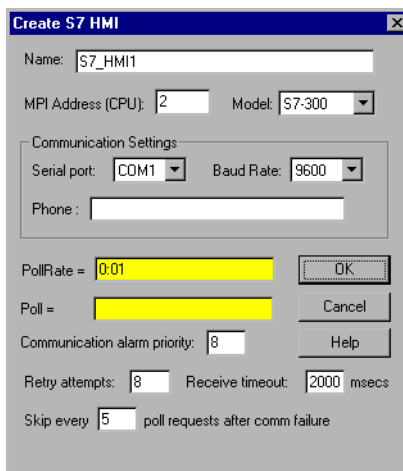 Create S7 HMI
Name: S7_HMI1
MPI Address (CPU): 2 Model: S7-300
Communication Settings
Serial port: COM1 Baud Rate: 9600
Phone :
PollRate = 0:01 OK
Poll = Cancel
Communication alarm priority: 8 Help
Retry attempts: 8 Receive timeout: 2000 msecs
Skip every 5 poll requests after comm failure